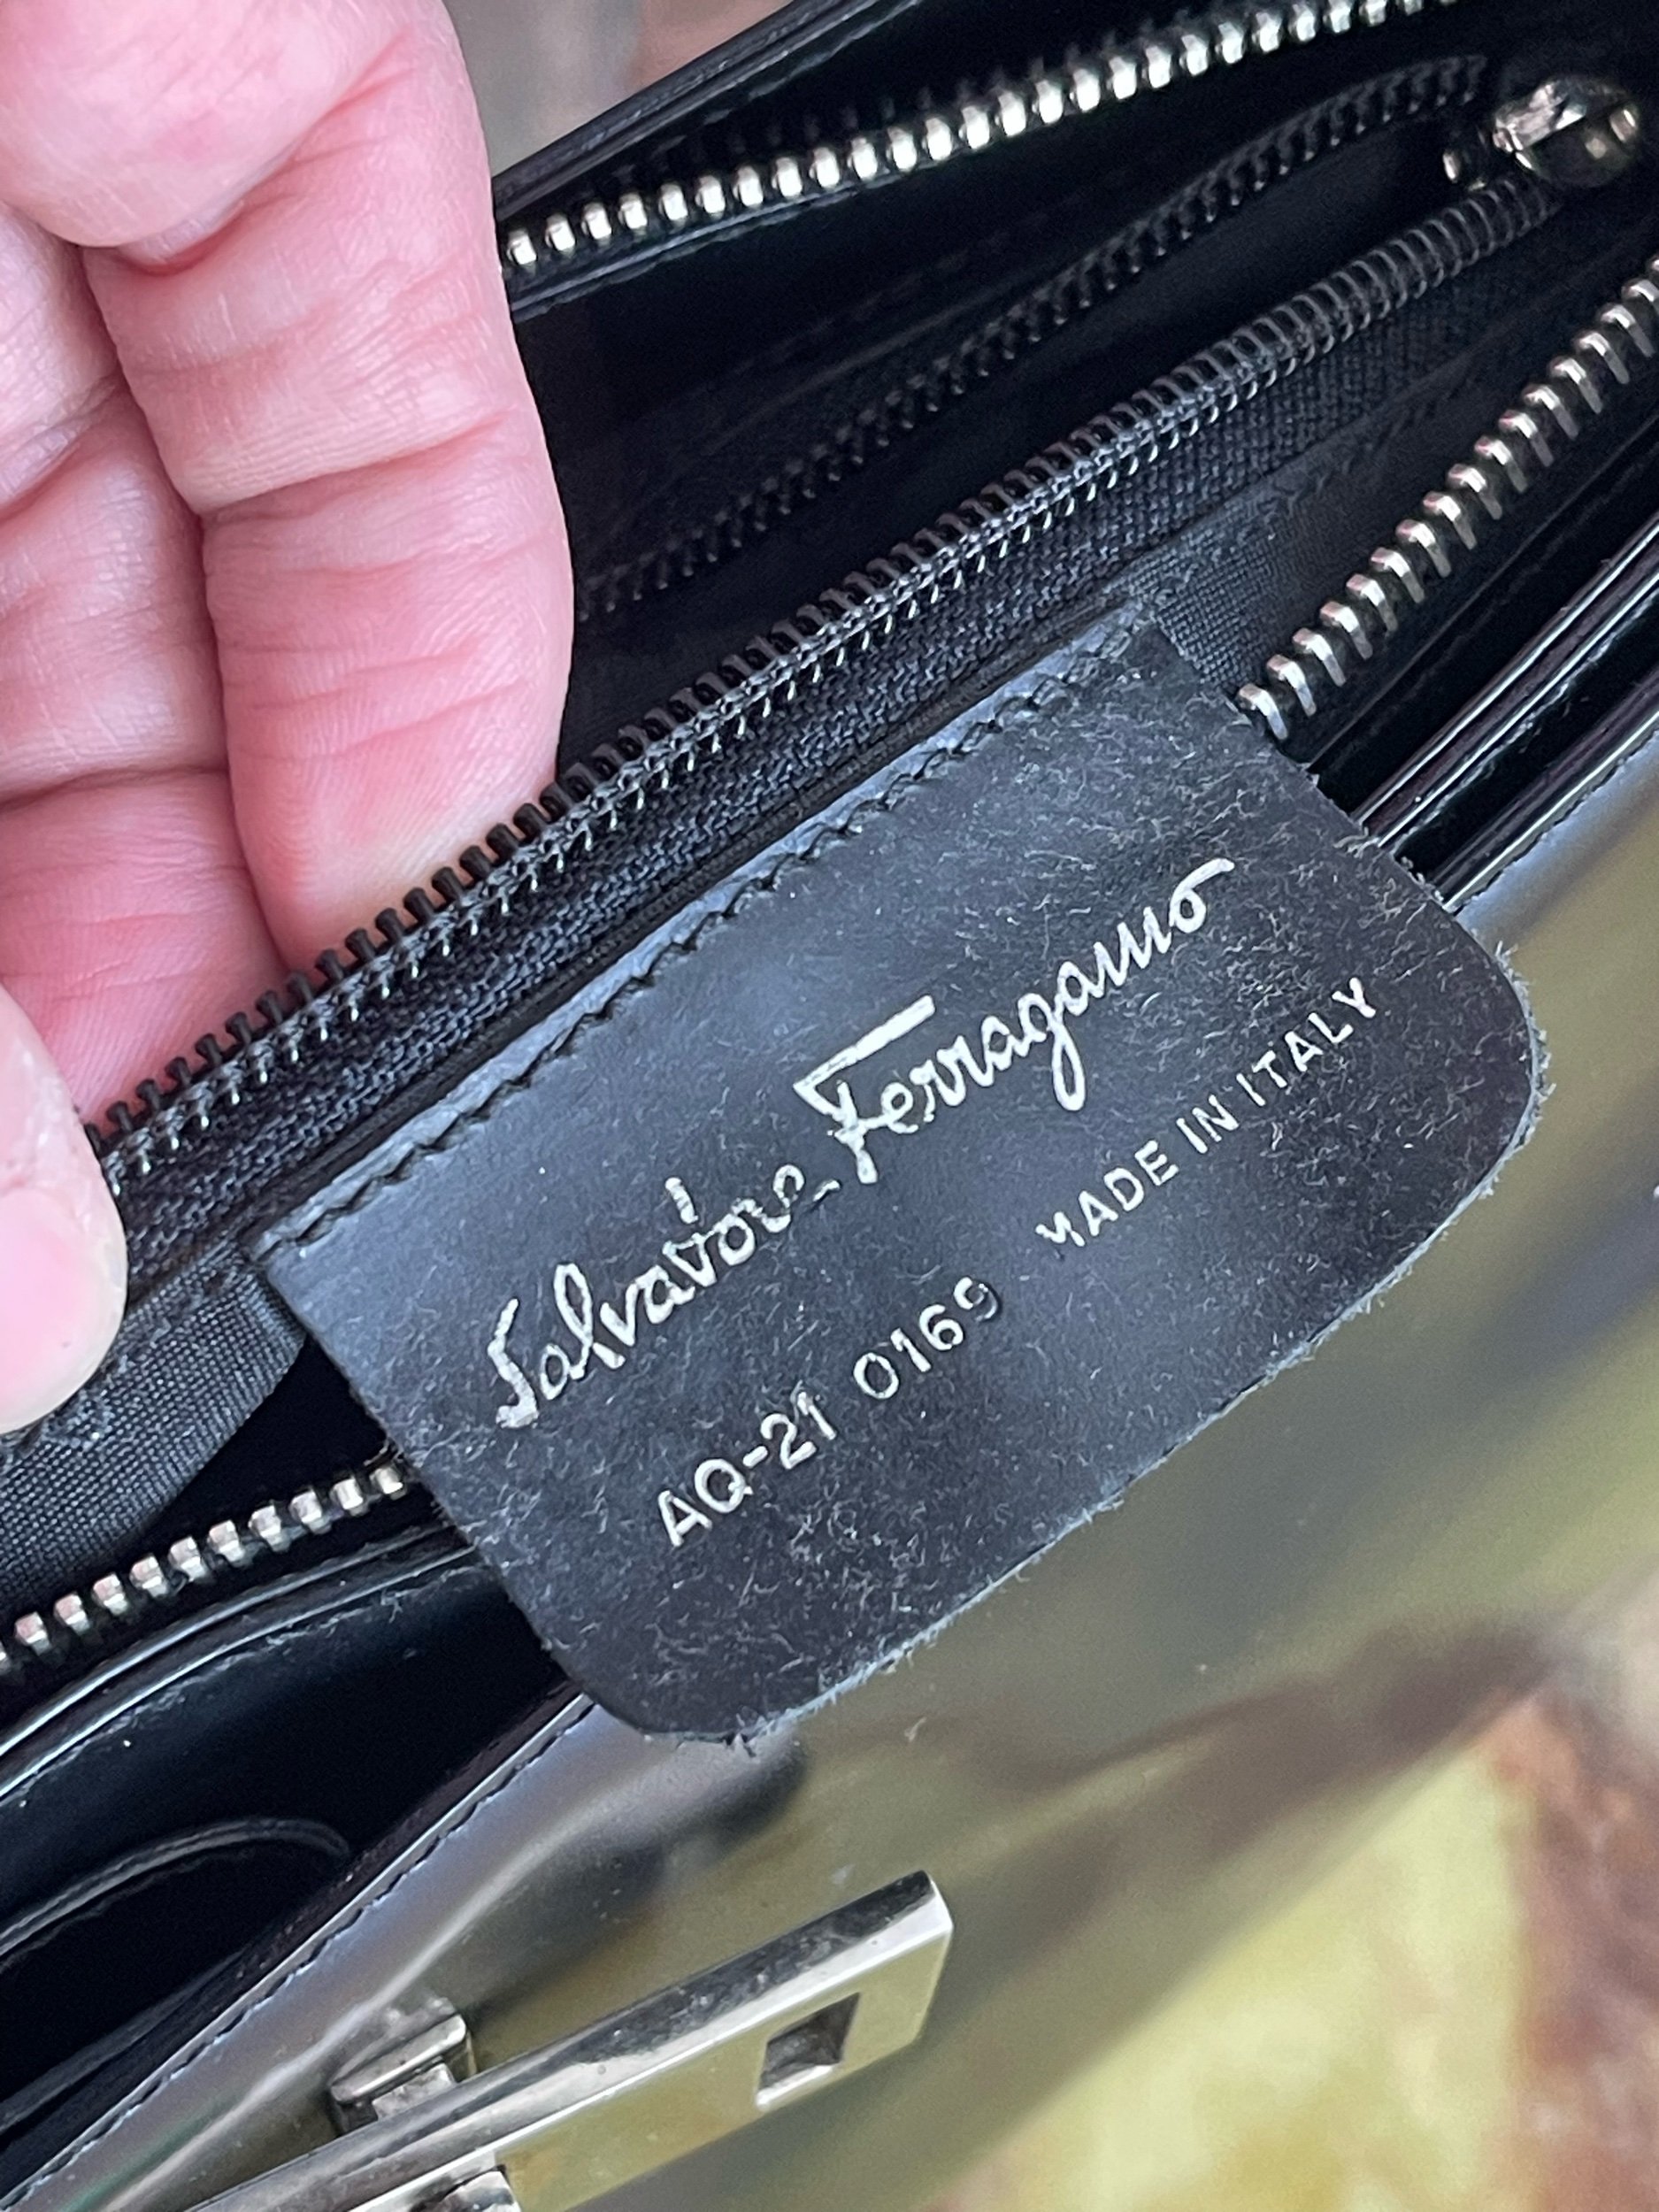 Salvatore Ferragamo
AQ-21 0169 MADE IN ITALY